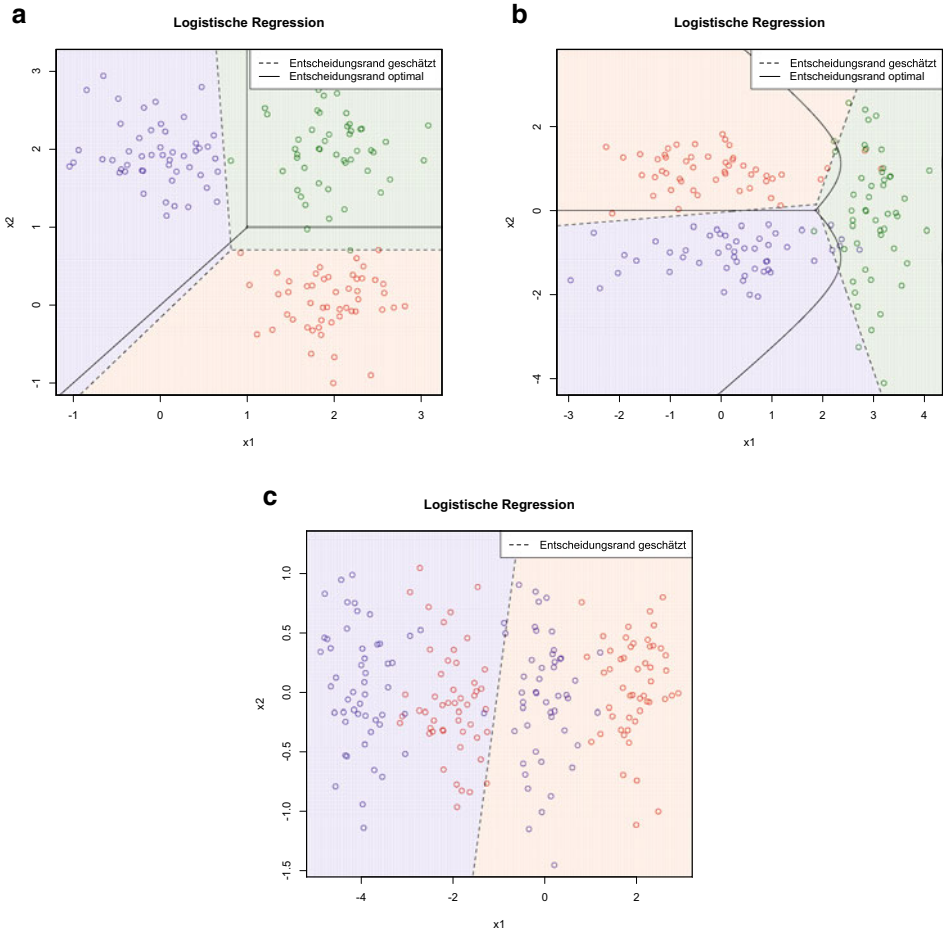 a
Logistische Regression
Entscheidungsrand geschätzt
Entscheidungsrand optimal
3
2
1
0
-1
x2
-1
0
1
2
3
x1
b
Logistische Regression
Entscheidungsrand geschätzt
Entscheidungsrand optimal
2
0
-2
-4
x2
-3
-2
-1
0
1
2
3
4
x1
c
Logistische Regression
Entscheidungsrand geschätzt
1.0
0.5
0.0
-0.5
-1.0
-1.5
x2
-4
-2
0
2
x1